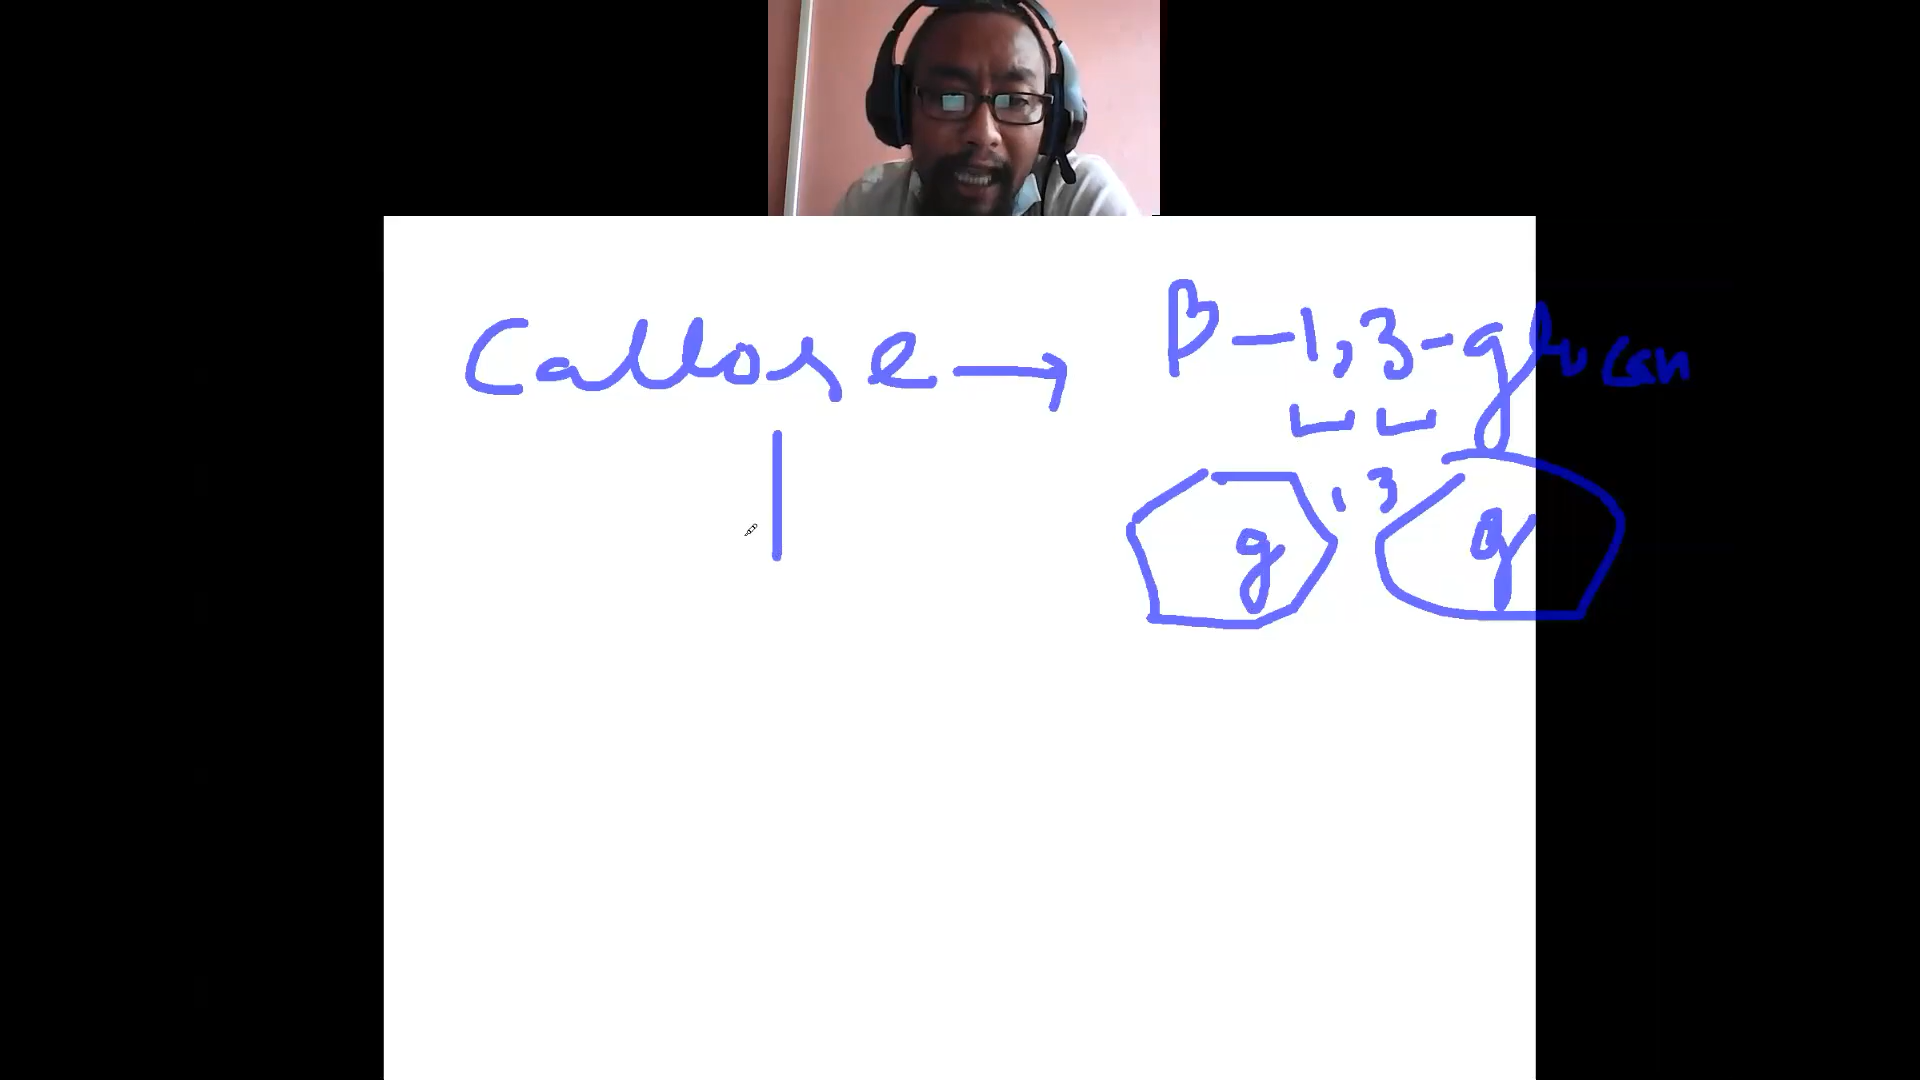 Callose → β-1,3-glucan
1 3
g g